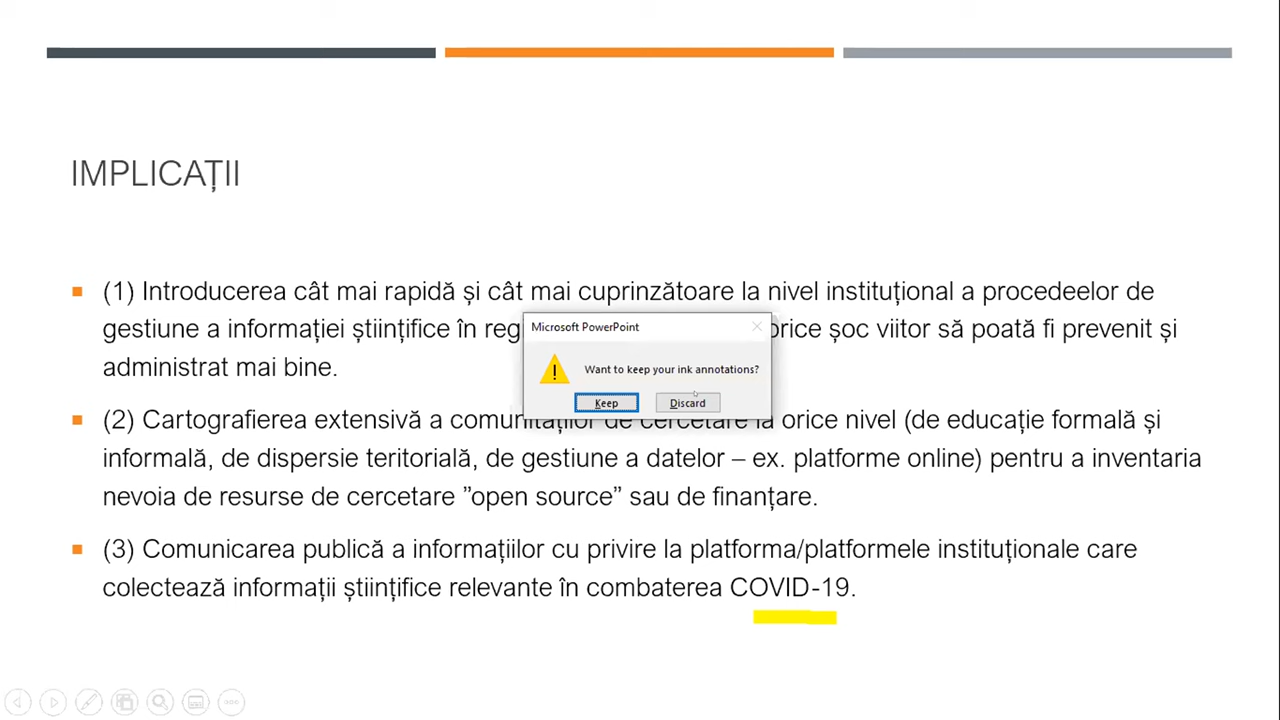 IMPLICAȚII
(1) Introducerea cât mai rapidă și cât mai cuprinzătoare la nivel instituțional a procedeelor de
gestiune a informației științifice în reg orice șoc viitor să poată fi prevenit și
administrat mai bine.
Microsoft PowerPoint
Want to keep your ink annotations?
Keep Discard
(2) Cartografierea extensivă a comunităților de cercetare la orice nivel (de educație formală și
informală, de dispersie teritorială, de gestiune a datelor – ex. platforme online) pentru a inventaria
nevoia de resurse de cercetare ”open source” sau de finanțare.
(3) Comunicarea publică a informațiilor cu privire la platforma/platformele instituționale care
colectează informații științifice relevante în combaterea COVID-19.